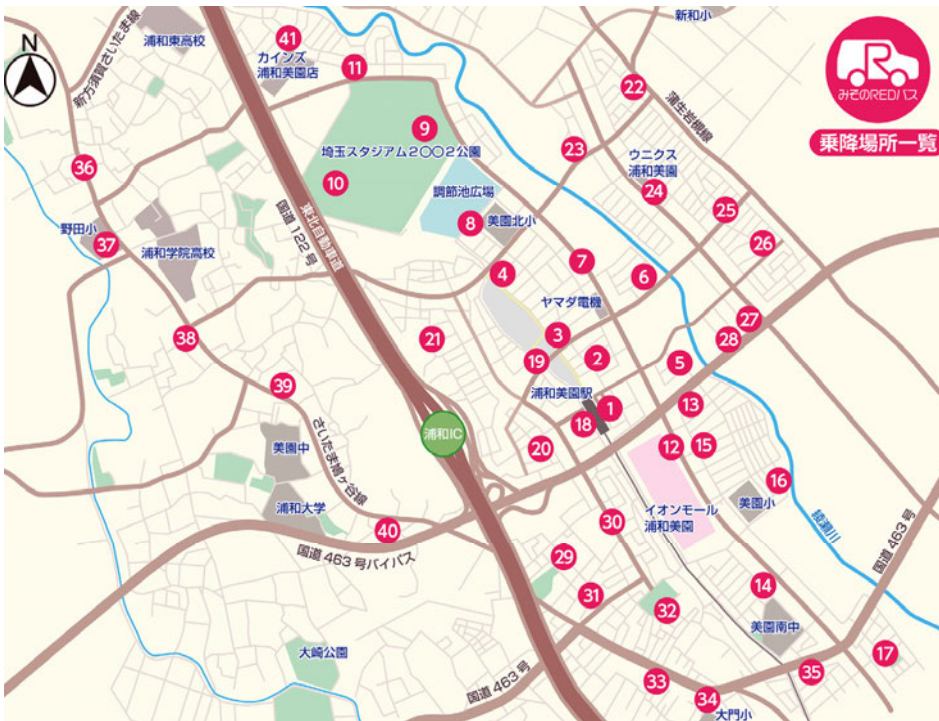 N
新和小
浦和東高校
新方須賀さいたま線
41
カインズ
浦和美園店
11
みそのREDバス
R
乗降場所一覧
22
蒲生岩槻線
9
埼玉スタジアム2〇〇2公園
23
ウニクス
浦和美園
24
36
10
調節池広場
8
美園北小
25
野田小
37
浦和学院高校
国道122号
東北自動車道
26
4
7
6
ヤマダ電機
38
21
3
27
28
19
2
5
浦和美園駅
39
1
13
18
浦和IC
20
12
15
美園中
さいたま鳩ヶ谷線
16
美園小
イオンモール
浦和美園
浦和大学
40
30
綾瀬川
国道463号バイパス
国道463号
29
31
32
14
美園南中
大崎公園
17
国道463号
33
35
34
大門小